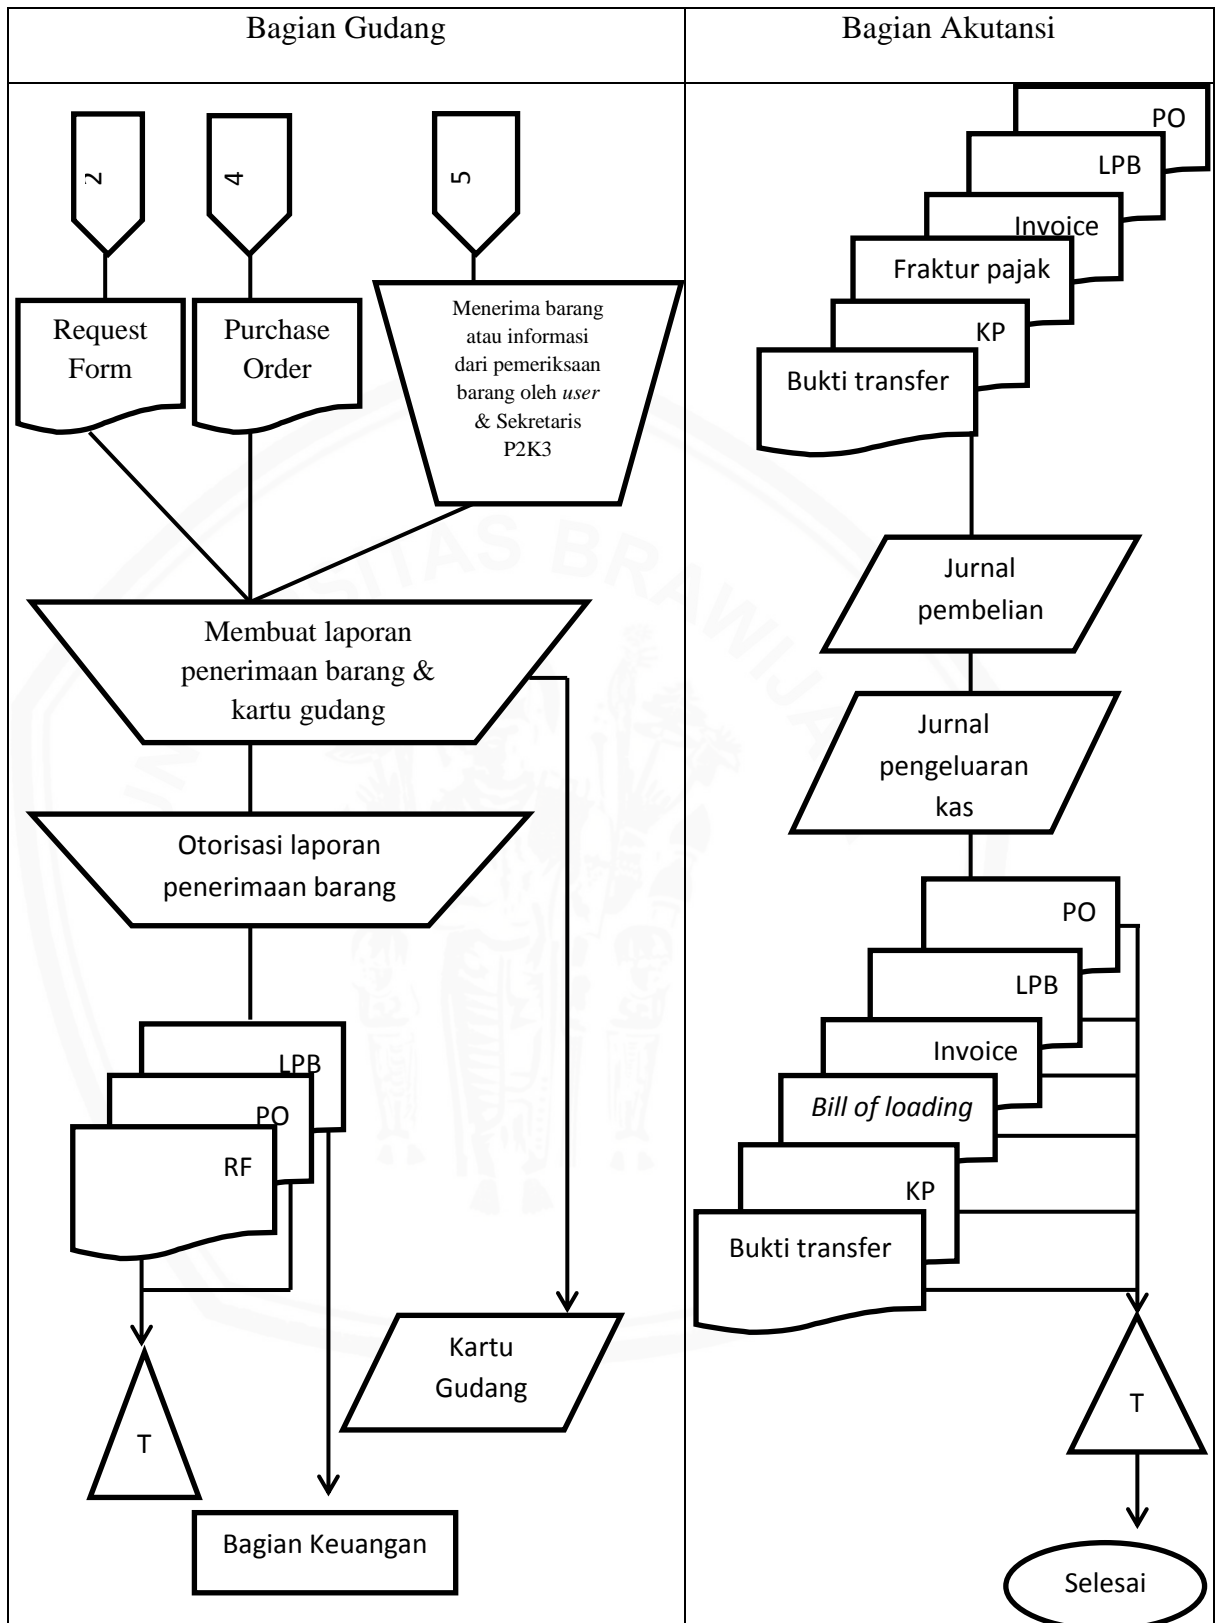 Bagian Gudang
Bagian Akutansi
2
4
5
Request
Form
Purchase
Order
Menerima barang
atau informasi
dari pemeriksaan
barang oleh user
& Sekretaris
P2K3
Membuat laporan
penerimaan barang &
kartu gudang
Otorisasi laporan
penerimaan barang
LPB
PO
RF
T
Kartu
Gudang
Bagian Keuangan
PO
LPB
Invoice
Fraktur pajak
KP
Bukti transfer
Jurnal
pembelian
Jurnal
pengeluaran
kas
PO
LPB
Invoice
Bill of loading
KP
Bukti transfer
T
Selesai